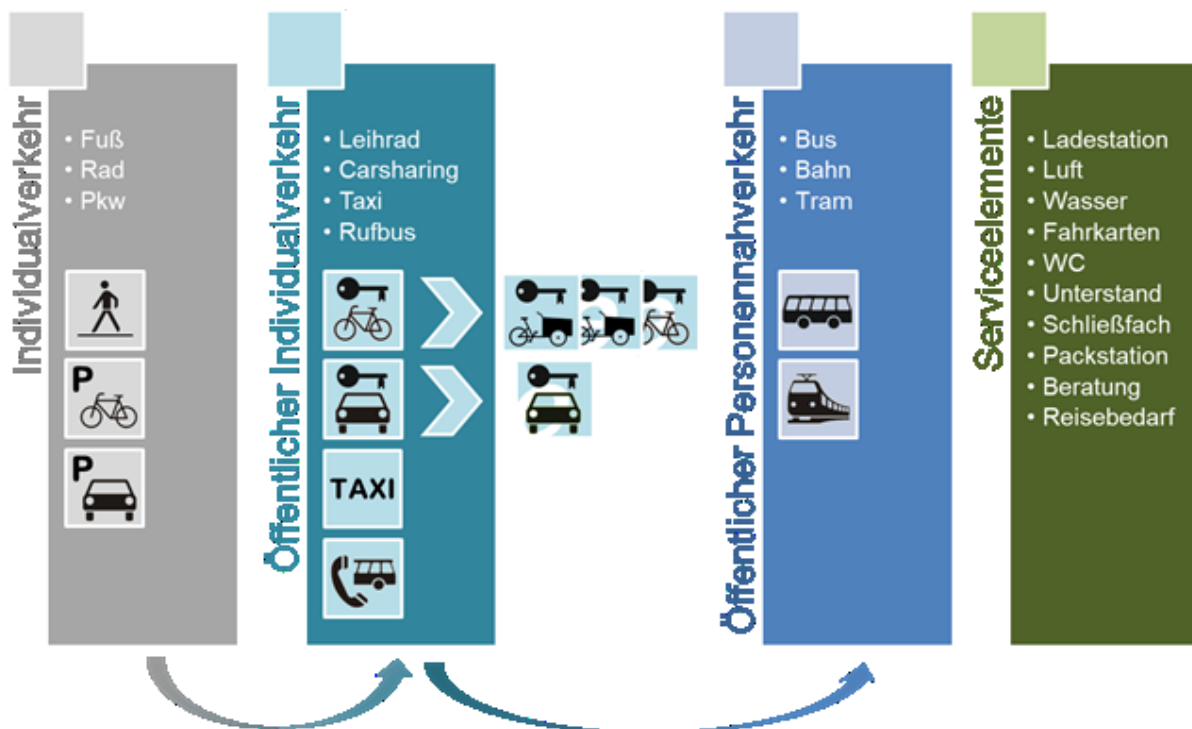 Individualverkehr
• Fuß
• Rad
• Pkw
P
P
Öffentlicher Individualverkehr
• Leihrad
• Carsharing
• Taxi
• Rufbus
TAXI
Öffentlicher Personennahverkehr
• Bus
• Bahn
• Tram
Serviceelemente
• Ladestation
• Luft
• Wasser
• Fahrkarten
• WC
• Unterstand
• Schließfach
• Packstation
• Beratung
• Reisebedarf